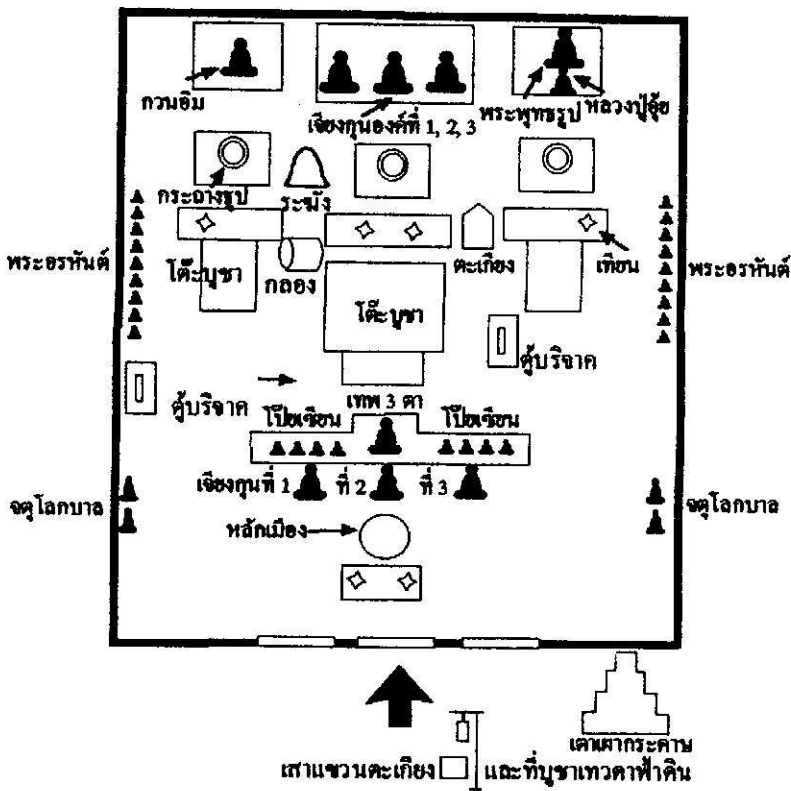 กวนอิม
เจียงกุนองค์ที่ 1, 2, 3
พระพุทธรูป
หลวงปู่อุ้ย
กระถางธูป
ระฆัง
พระอรหันต์
โต๊ะบูชา
กลอง
ตะเกียง
เทียน
พระอรหันต์
โต๊ะบูชา
ตู้บริจาค
ตู้บริจาค
เทพ 3 ตา
โป๊ยเซียน
โป๊ยเซียน
เจียงกุนที่ 1 ที่ 2 ที่ 3
จตุโลกบาล
จตุโลกบาล
หลักเมือง
เตาเผากระดาษ
เสาแขวนตะเกียง และที่บูชาเทวดาฟ้าดิน